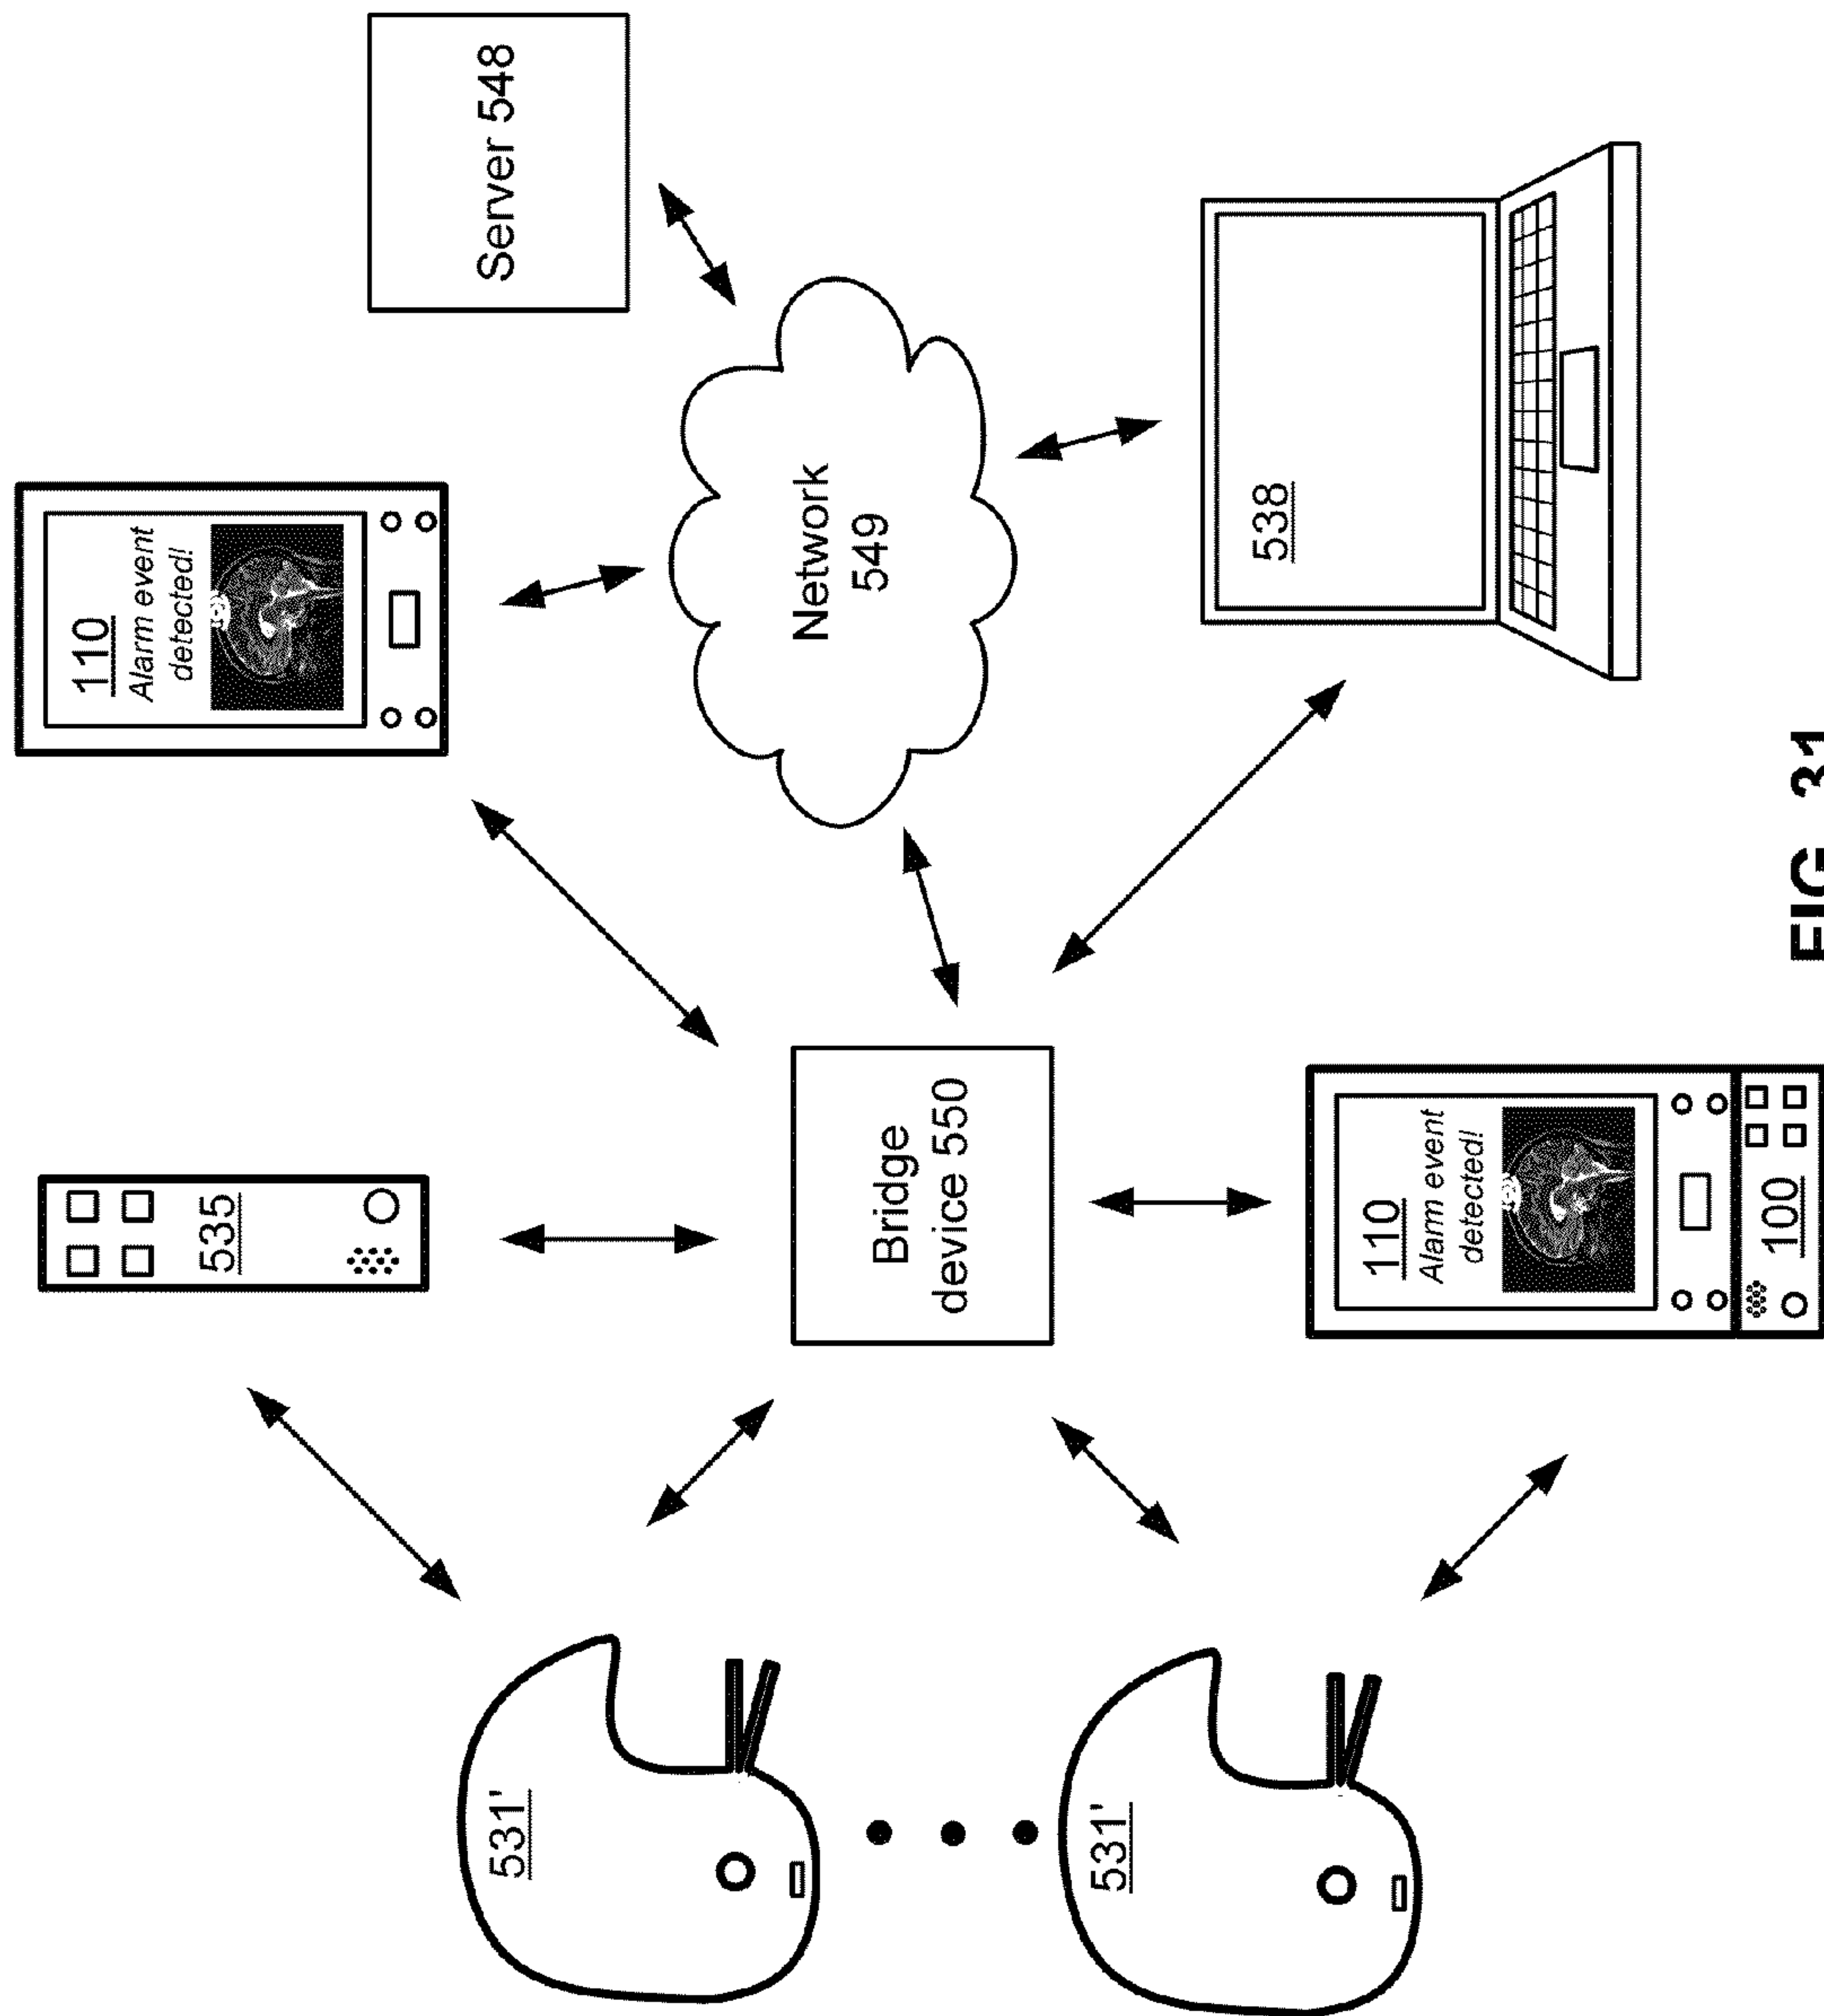 531'
531'
535
Bridge
device 550
110
Alarm event
detected!
100
110
Alarm event
detected!
Network
549
538
Server 548
FIG. 31